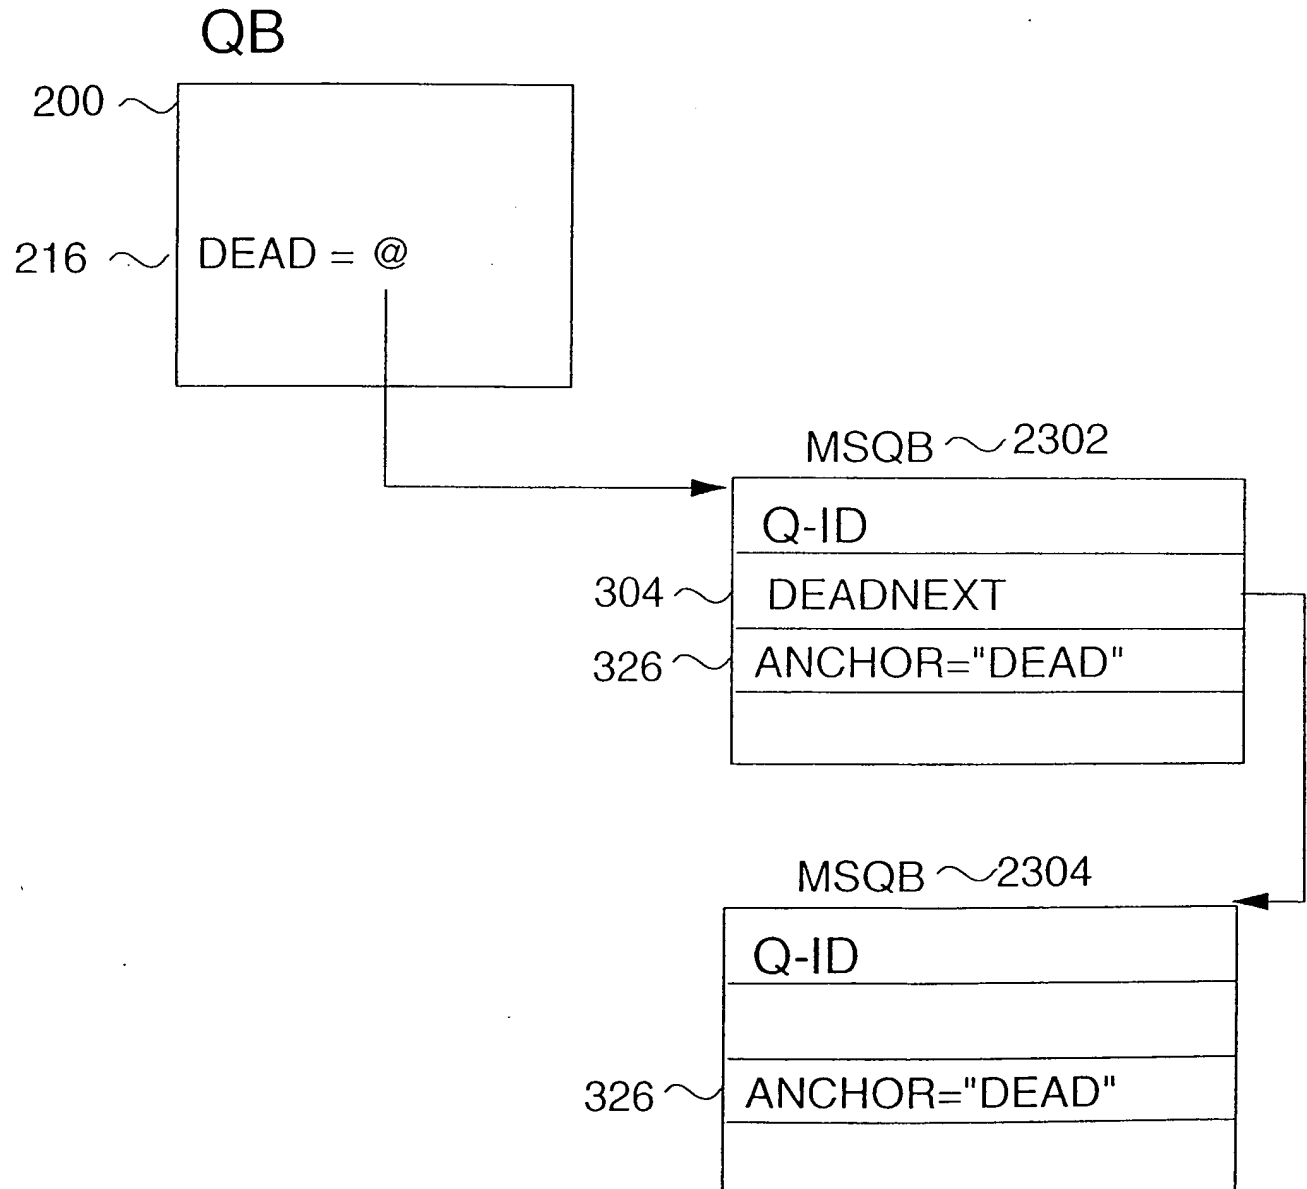 QB
200
216 DEAD = @
MSQB 2302
Q-ID
304 DEADNEXT
326 ANCHOR="DEAD"
MSQB 2304
Q-ID
326 ANCHOR="DEAD"